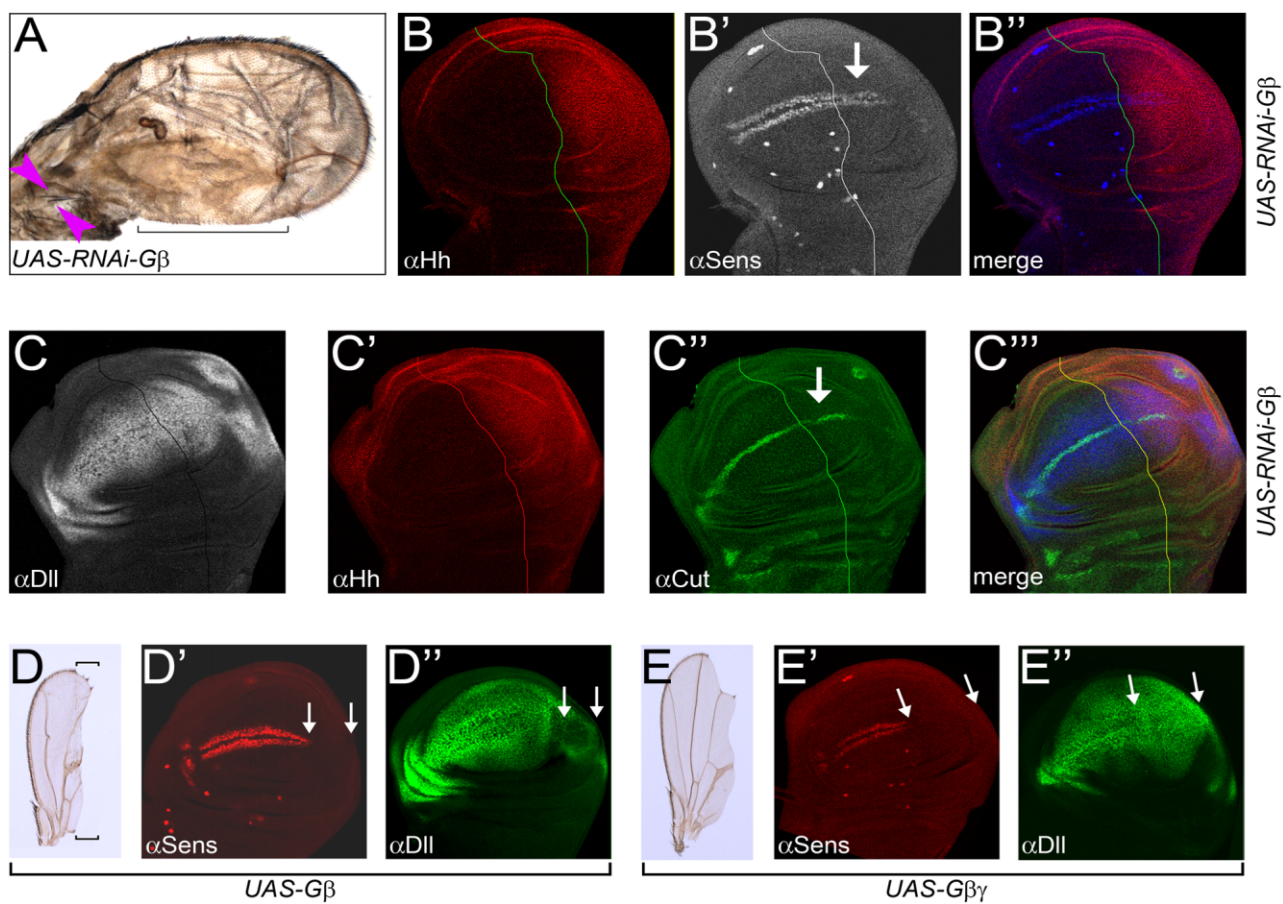 A
UAS-RNAi-Gβ
B
αHh
B'
αSens
B''
merge
UAS-RNAi-Gβ
C
αDll
C'
αHh
C''
αCut
C'''
merge
UAS-RNAi-Gβ
D
D'
αSens
D''
αDll
E
E'
αSens
E''
αDll
UAS-Gβ
UAS-Gβγ